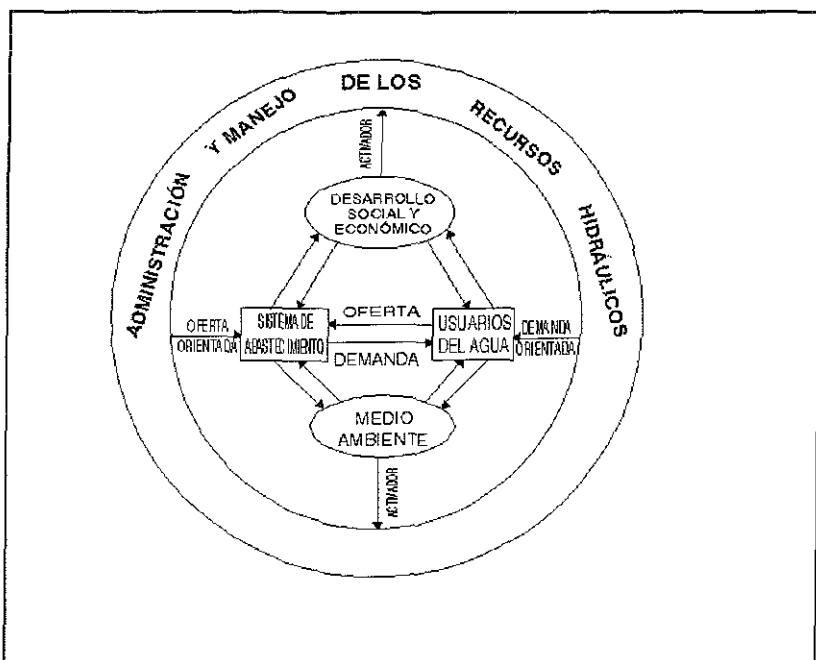 ADMINISTRACIÓN Y MANEJO DE LOS RECURSOS HIDRÁULICOS
ACTIVADOR
DESARROLLO
SOCIAL Y
ECONÓMICO
OFERTA
ORIENTADA
SISTEMA DE
ABASTECIMIENTO
OFERTA
DEMANDA
USUARIOS
DEL AGUA
DEMANDA
ORIENTADA
MEDIO
AMBIENTE
ACTIVADOR